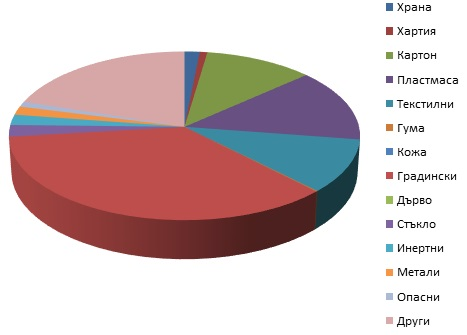 Храна
Хартия
Картон
Пластмаса
Текстилни
Гума
Кожа
Градински
Дърво
Стъкло
Инертни
Метали
Опасни
Други